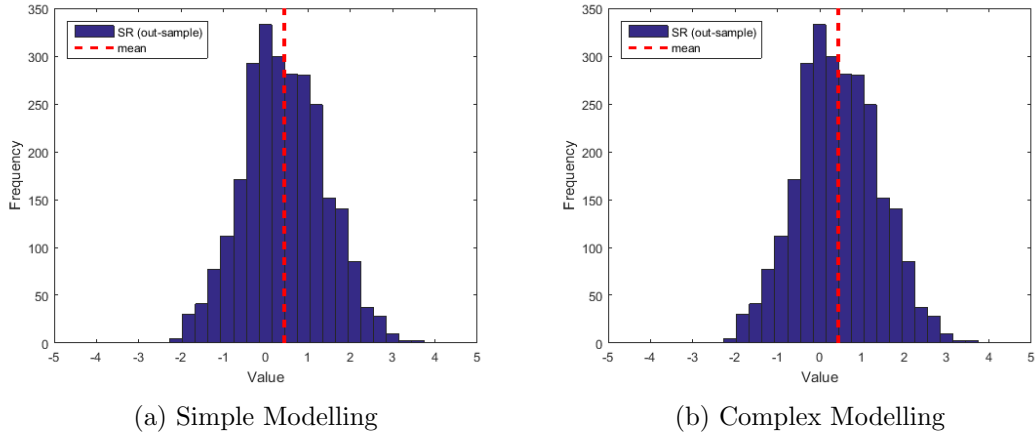 350
300
250
200
150
100
50
0
Frequency
SR (out-sample)
mean
-5 -4 -3 -2 -1 0 1 2 3 4 5
Value
(a) Simple Modelling
350
300
250
200
150
100
50
0
Frequency
SR (out-sample)
mean
-5 -4 -3 -2 -1 0 1 2 3 4 5
Value
(b) Complex Modelling